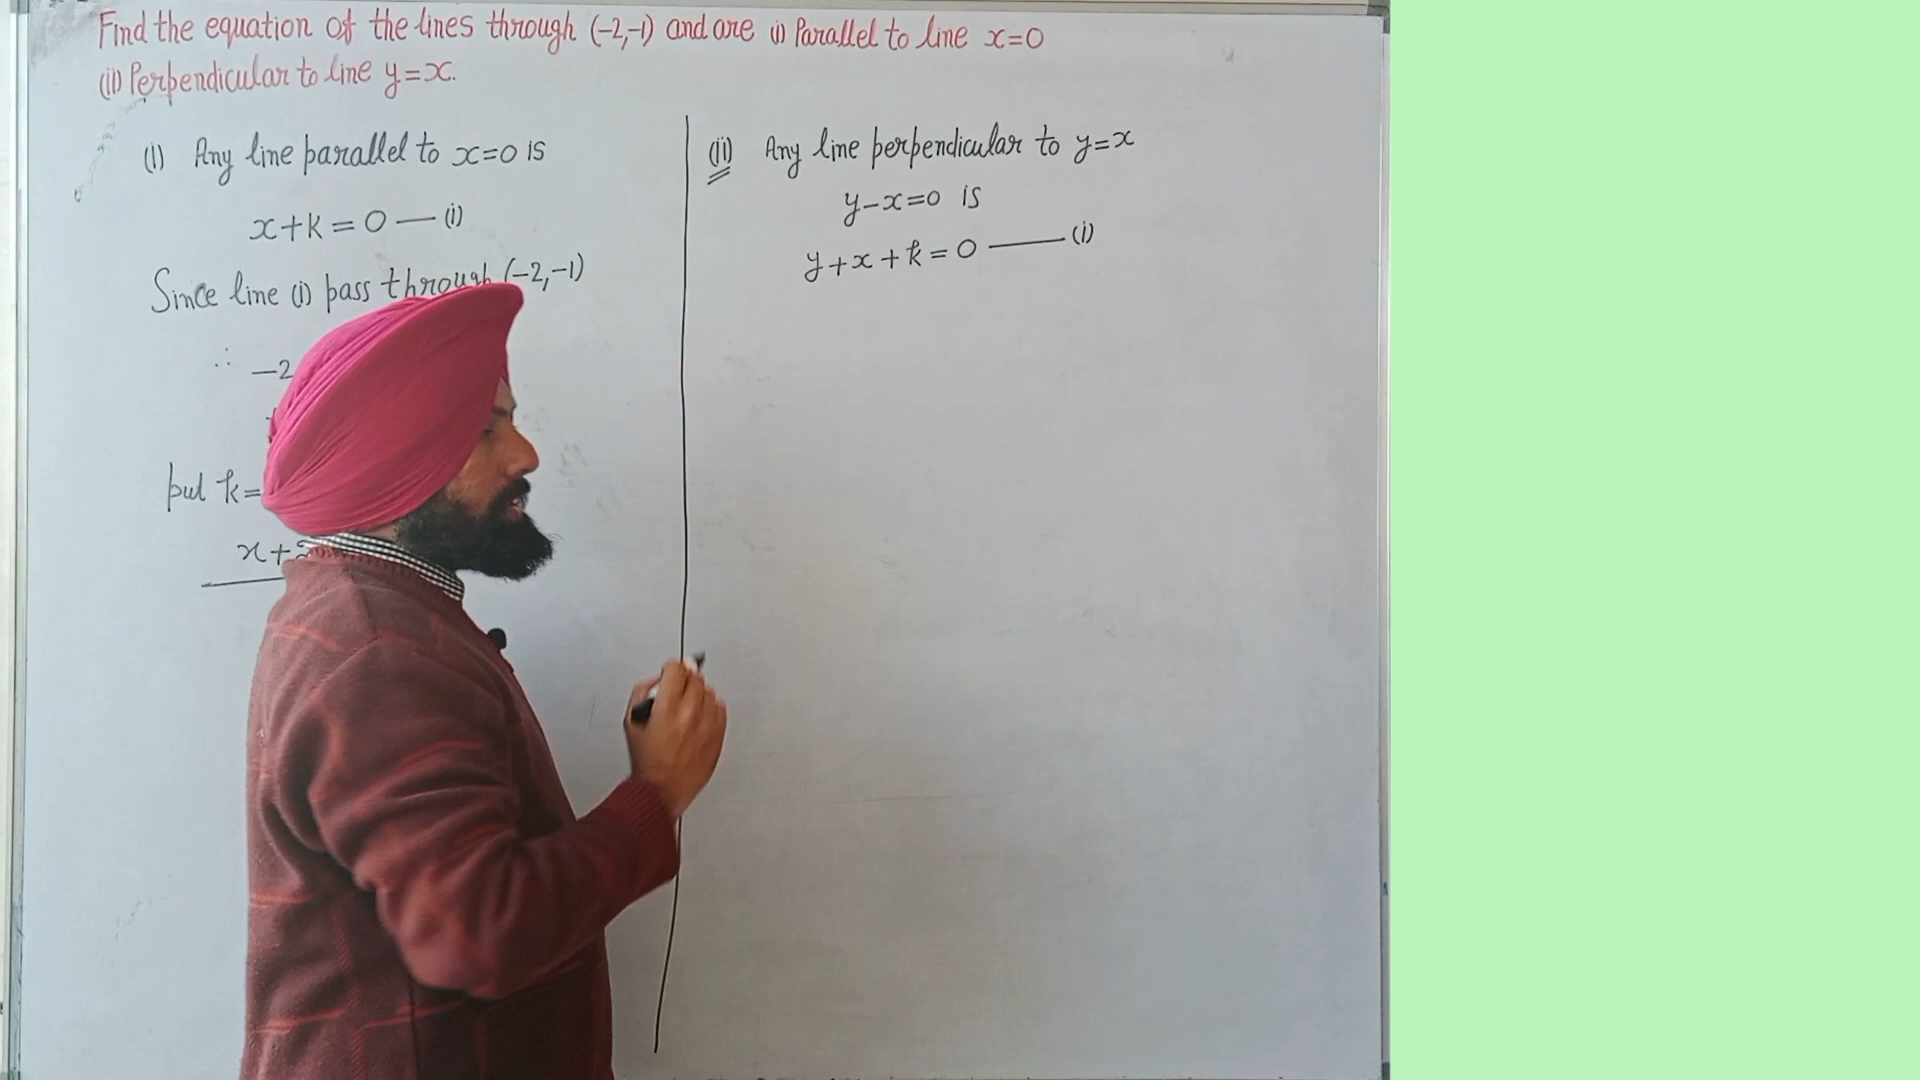 Find the equation of the lines through (-2,-1) and are (i) Parallel to line x=0
(ii) Perpendicular to line y=x.
(I) Any line parallel to x=0 is
x+k=0 — (i)
Since line (i) pass through (-2,-1)
∴ -2
put k=
x+2
(ii) Any line perpendicular to y=x
y-x=0 is
y+x+k=0 — (i)